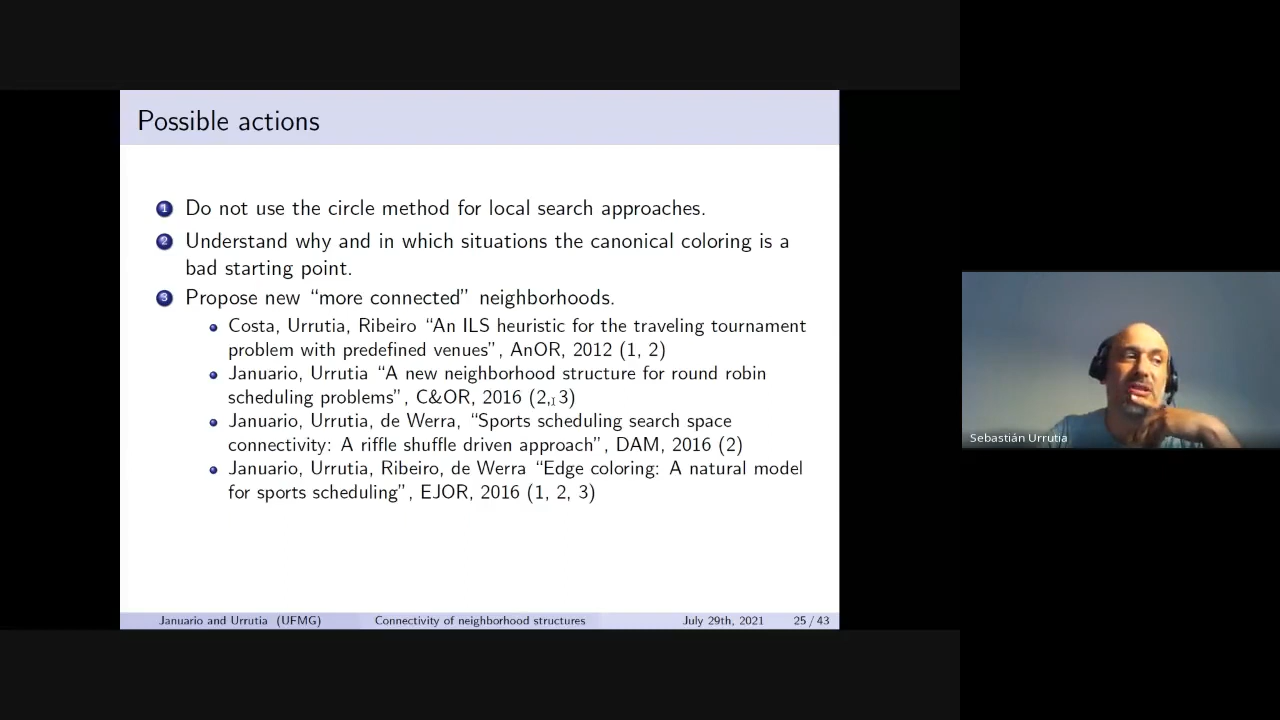 Possible actions
1 Do not use the circle method for local search approaches.
2 Understand why and in which situations the canonical coloring is a
bad starting point.
3 Propose new “more connected” neighborhoods.
Costa, Urrutia, Ribeiro “An ILS heuristic for the traveling tournament
problem with predefined venues”, AnOR, 2012 (1, 2)
Januario, Urrutia “A new neighborhood structure for round robin
scheduling problems”, C&OR, 2016 (2, 3)
Januario, Urrutia, de Werra, “Sports scheduling search space
connectivity: A riffle shuffle driven approach”, DAM, 2016 (2)
Januario, Urrutia, Ribeiro, de Werra “Edge coloring: A natural model
for sports scheduling”, EJOR, 2016 (1, 2, 3)
Januario and Urrutia (UFMG) Connectivity of neighborhood structures July 29th, 2021 25 / 43
Sebastián Urrutia